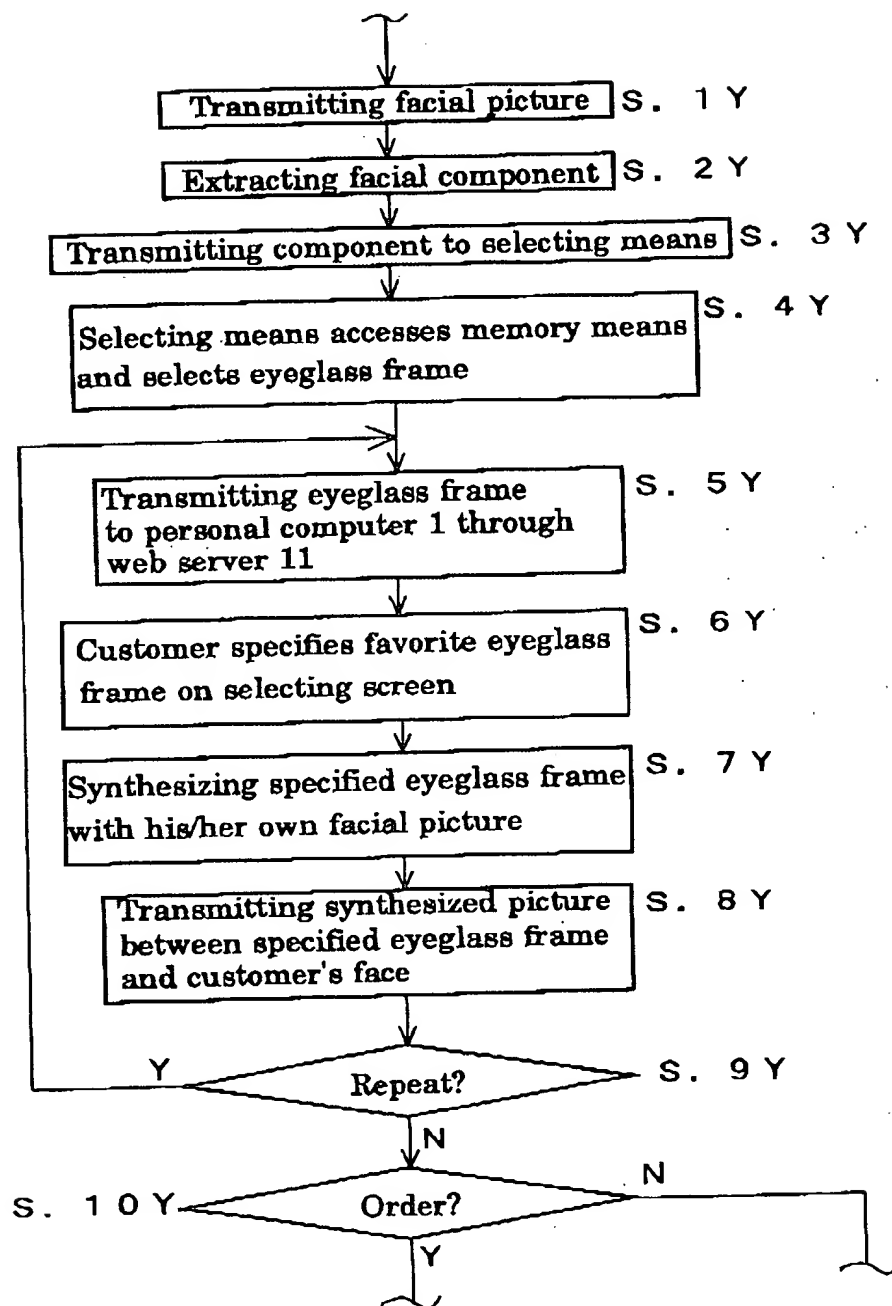 Transmitting facial picture S. 1 Y
Extracting facial component S. 2 Y
Transmitting component to selecting means S. 3 Y
S. 4 Y
Selecting means accesses memory means
and selects eyeglass frame
S. 5 Y
Transmitting eyeglass frame
to personal computer 1 through
web server 11
S. 6 Y
Customer specifies favorite eyeglass
frame on selecting screen
S. 7 Y
Synthesizing specified eyeglass frame
with his/her own facial picture
S. 8 Y
Transmitting synthesized picture
between specified eyeglass frame
and customer's face
Y Repeat? S. 9 Y
N
S. 10 Y Order? N
Y